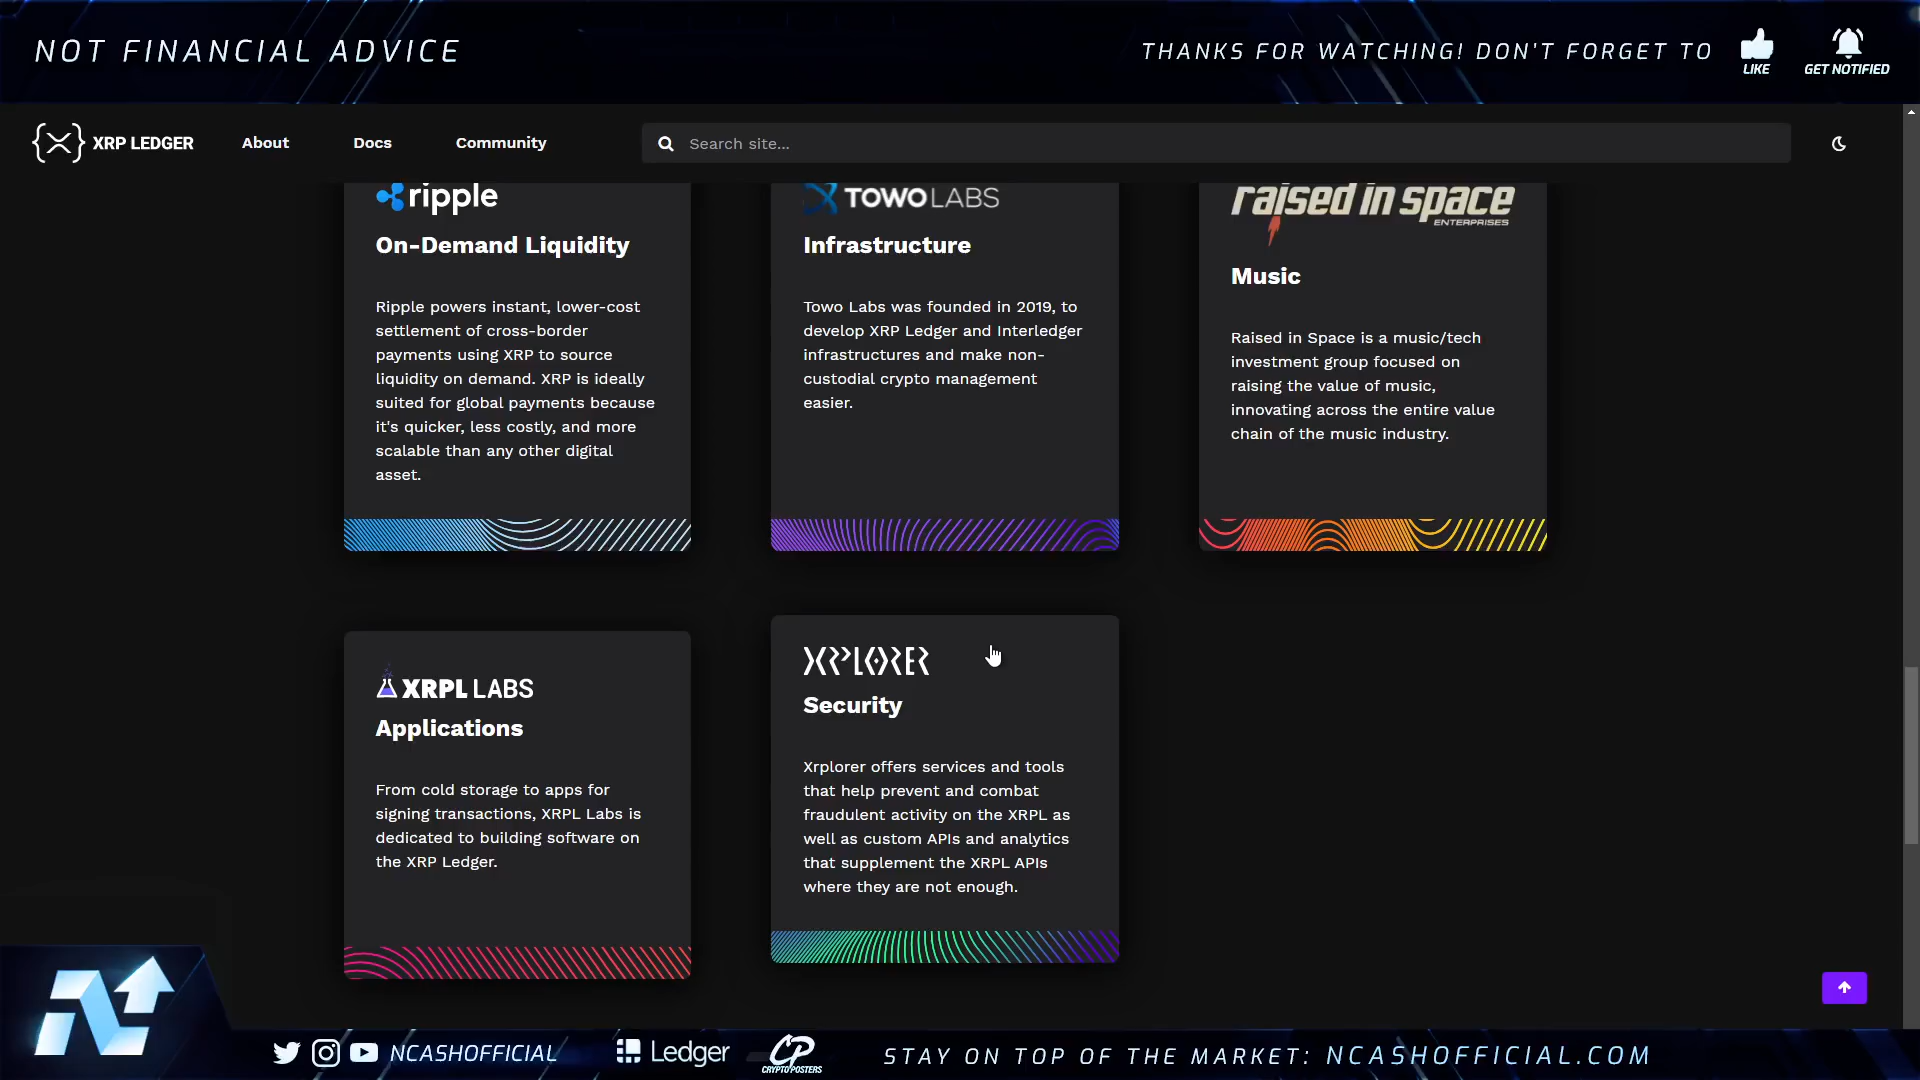 NOT FINANCIAL ADVICE
THANKS FOR WATCHING! DON'T FORGET TO
LIKE
GET NOTIFIED
XRP LEDGER
About
Docs
Community
Search site...
ripple
On-Demand Liquidity
Ripple powers instant, lower-cost
settlement of cross-border
payments using XRP to source
liquidity on demand. XRP is ideally
suited for global payments because
it's quicker, less costly, and more
scalable than any other digital
asset.
TOWO LABS
Infrastructure
Towo Labs was founded in 2019, to
develop XRP Ledger and Interledger
infrastructures and make non-
custodial crypto management
easier.
raised in space
ENTERPRISES
Music
Raised in Space is a music/tech
investment group focused on
raising the value of music,
innovating across the entire value
chain of the music industry.
XRPL LABS
Applications
From cold storage to apps for
signing transactions, XRPL Labs is
dedicated to building software on
the XRP Ledger.
XRPLORER
Security
Xrplorer offers services and tools
that help prevent and combat
fraudulent activity on the XRPL as
well as custom APIs and analytics
that supplement the XRPL APIs
where they are not enough.
NCASHOFFICIAL
Ledger
CP
CRYPTO POSTERS
STAY ON TOP OF THE MARKET: NCASHOFFICIAL.COM